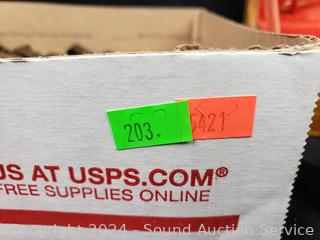 203.
5421
US AT USPS.COM®
FREE SUPPLIES ONLINE
Copyright 2024 - Sound Auction Service